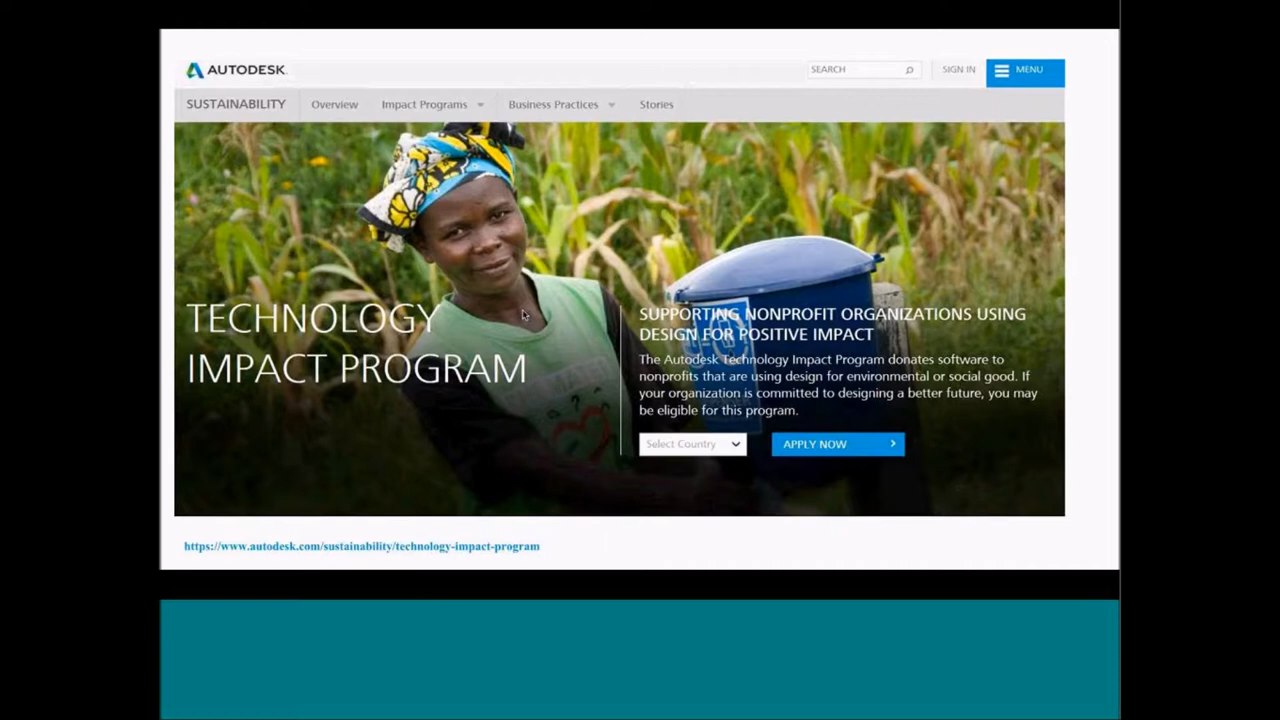 AUTODESK.
SEARCH
SIGN IN
MENU
SUSTAINABILITY
Overview
Impact Programs
Business Practices
Stories
TECHNOLOGY
IMPACT PROGRAM
SUPPORTING NONPROFIT ORGANIZATIONS USING
DESIGN FOR POSITIVE IMPACT
The Autodesk Technology Impact Program donates software to
nonprofits that are using design for environmental or social good. If
your organization is committed to designing a better future, you may
be eligible for this program.
Select Country
APPLY NOW
https://www.autodesk.com/sustainability/technology-impact-program